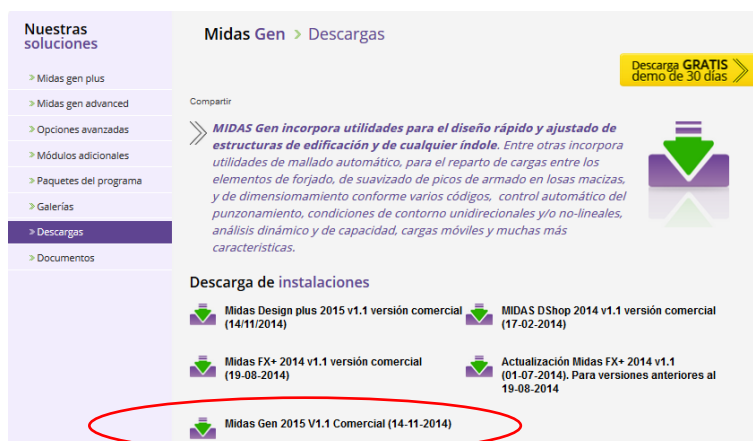 Nuestras
soluciones
Midas gen plus
Midas gen advanced
Opciones avanzadas
Módulos adicionales
Paquetes del programa
Galerías
Descargas
Documentos
Midas Gen > Descargas
Descarga GRATIS
demo de 30 días
Compartir
MIDAS Gen incorpora utilidades para el diseño rápido y ajustado de
estructuras de edificación y de cualquier índole. Entre otras incorpora
utilidades de mallado automático, para el reparto de cargas entre los
elementos de forjado, de suavizado de picos de armado en losas macizas,
y de dimensiomamiento conforme varios códigos, control automático del
punzonamiento, condiciones de contorno unidirecionales y/o no-lineales,
análisis dinámico y de capacidad, cargas móviles y muchas más
caracteristicas.
Descarga de instalaciones
Midas Design plus 2015 v1.1 versión comercial
(14/11/2014)
MIDAS DShop 2014 v1.1 versión comercial
(17-02-2014)
Midas FX+ 2014 v1.1 versión comercial
(19-08-2014)
Actualización Midas FX+ 2014 v1.1
(01-07-2014). Para versiones anteriores al
19-08-2014
Midas Gen 2015 V1.1 Comercial (14-11-2014)